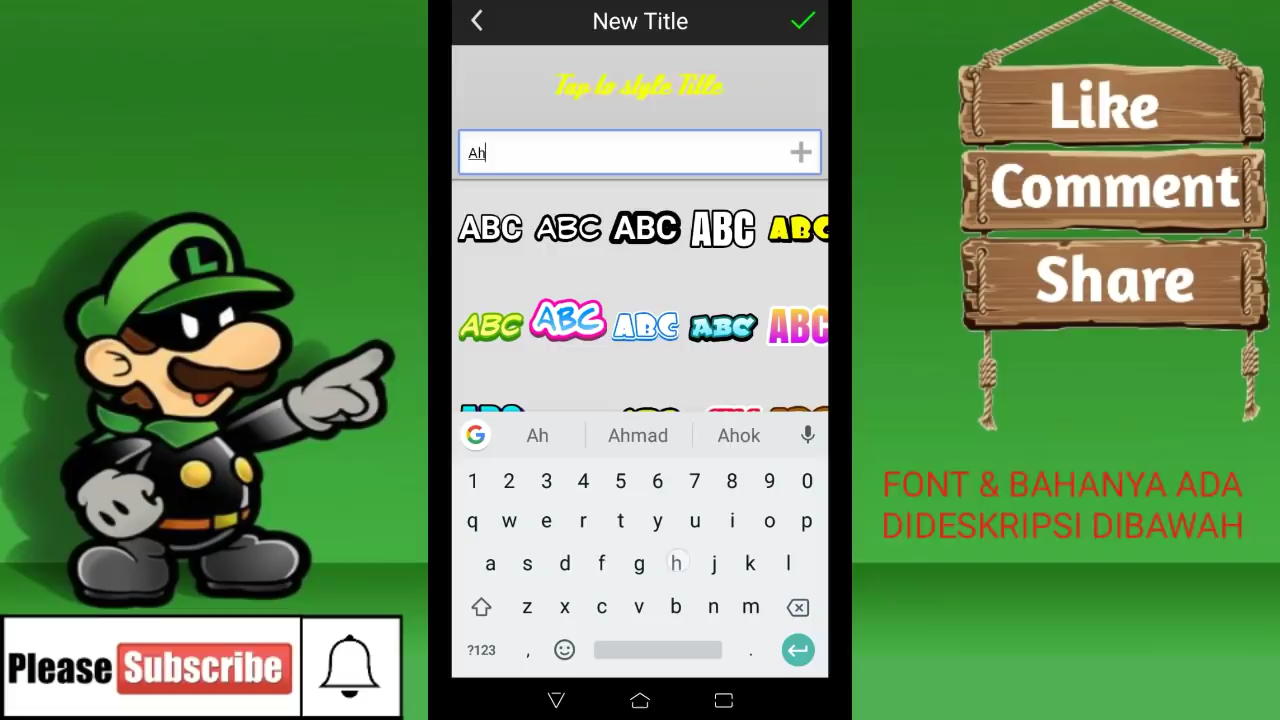 New Title
Tap to style Title
Ah
ABC ABC ABC ABC ABC
ABC ABC ABC ABC ABC
Ah Ahmad Ahok
1 2 3 4 5 6 7 8 9 0
q w e r t y u i o p
a s d f g h j k l
z x c v b n m
?123 , .
L
Please Subscribe
Like
Comment
Share
FONT & BAHANYA ADA
DIDESKRIPSI DIBAWAH